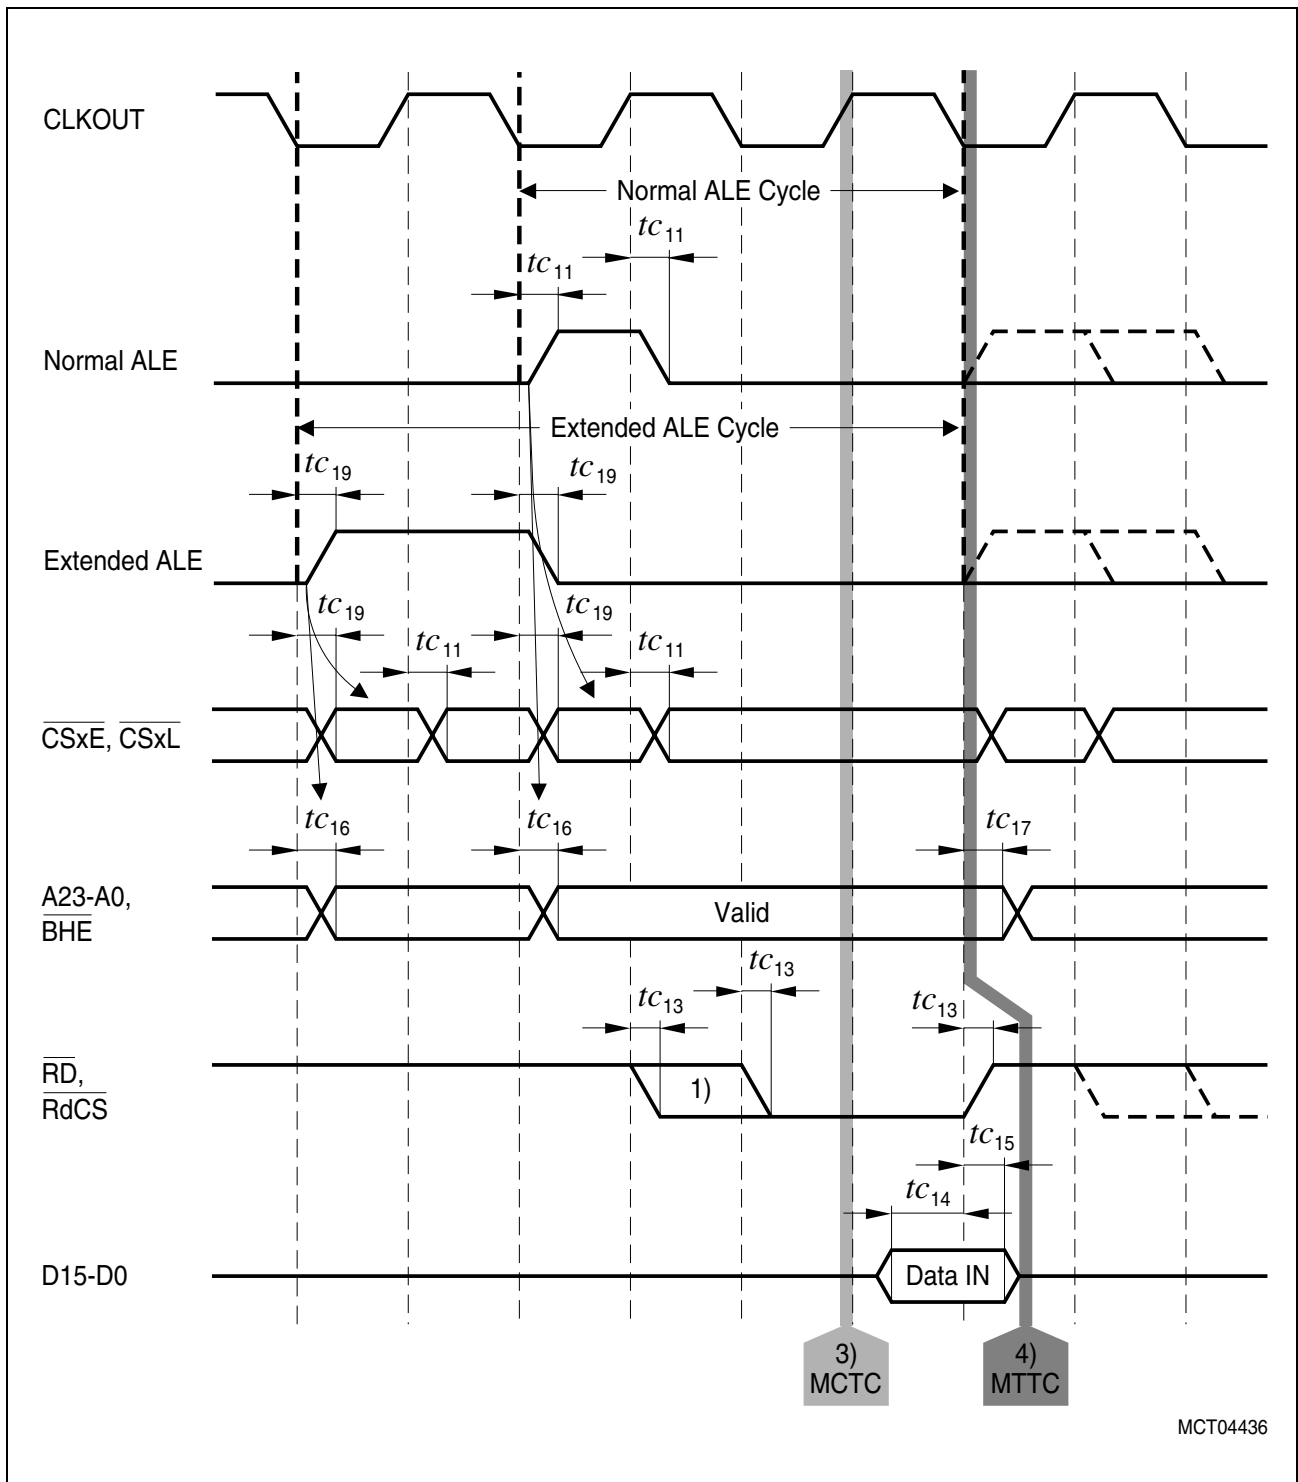 CLKOUT
Normal ALE Cycle
tc11
tc11
Normal ALE
Extended ALE Cycle
tc19
tc19
Extended ALE
tc19
tc19
tc11
tc11
CSxE, CSxL
tc16
tc16
tc17
A23-A0,
BHE
Valid
tc13
tc13
tc13
RD,
RdCS
1)
tc15
tc14
D15-D0
Data IN
3)
MCTC
4)
MTTC
MCT04436